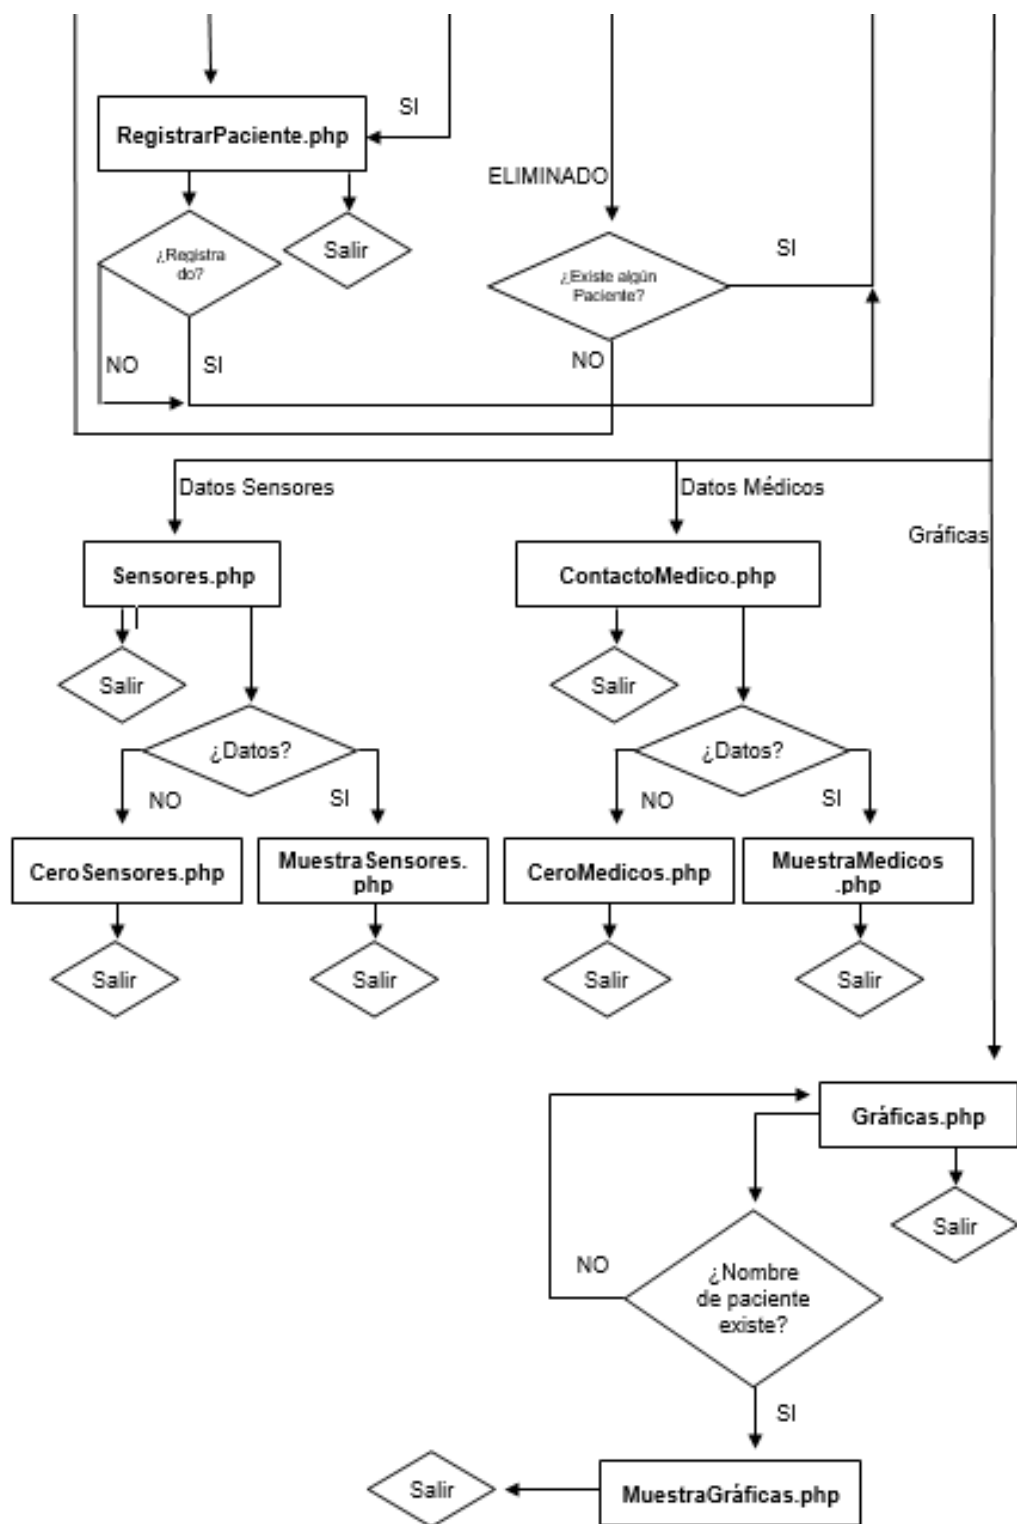 SI
RegistrarPaciente.php
ELIMINADO
¿Registra
do?
Salir
SI
¿Existe algún
Paciente?
NO
SI
NO
Datos Sensores
Datos Médicos
Gráficas
Sensores.php
ContactoMedico.php
Salir
Salir
¿Datos?
¿Datos?
NO
SI
NO
SI
CeroSensores.php
MuestraSensores.
php
CeroMedicos.php
MuestraMedicos
.php
Salir
Salir
Salir
Salir
Gráficas.php
Salir
NO
¿Nombre
de paciente
existe?
SI
Salir
MuestraGráficas.php